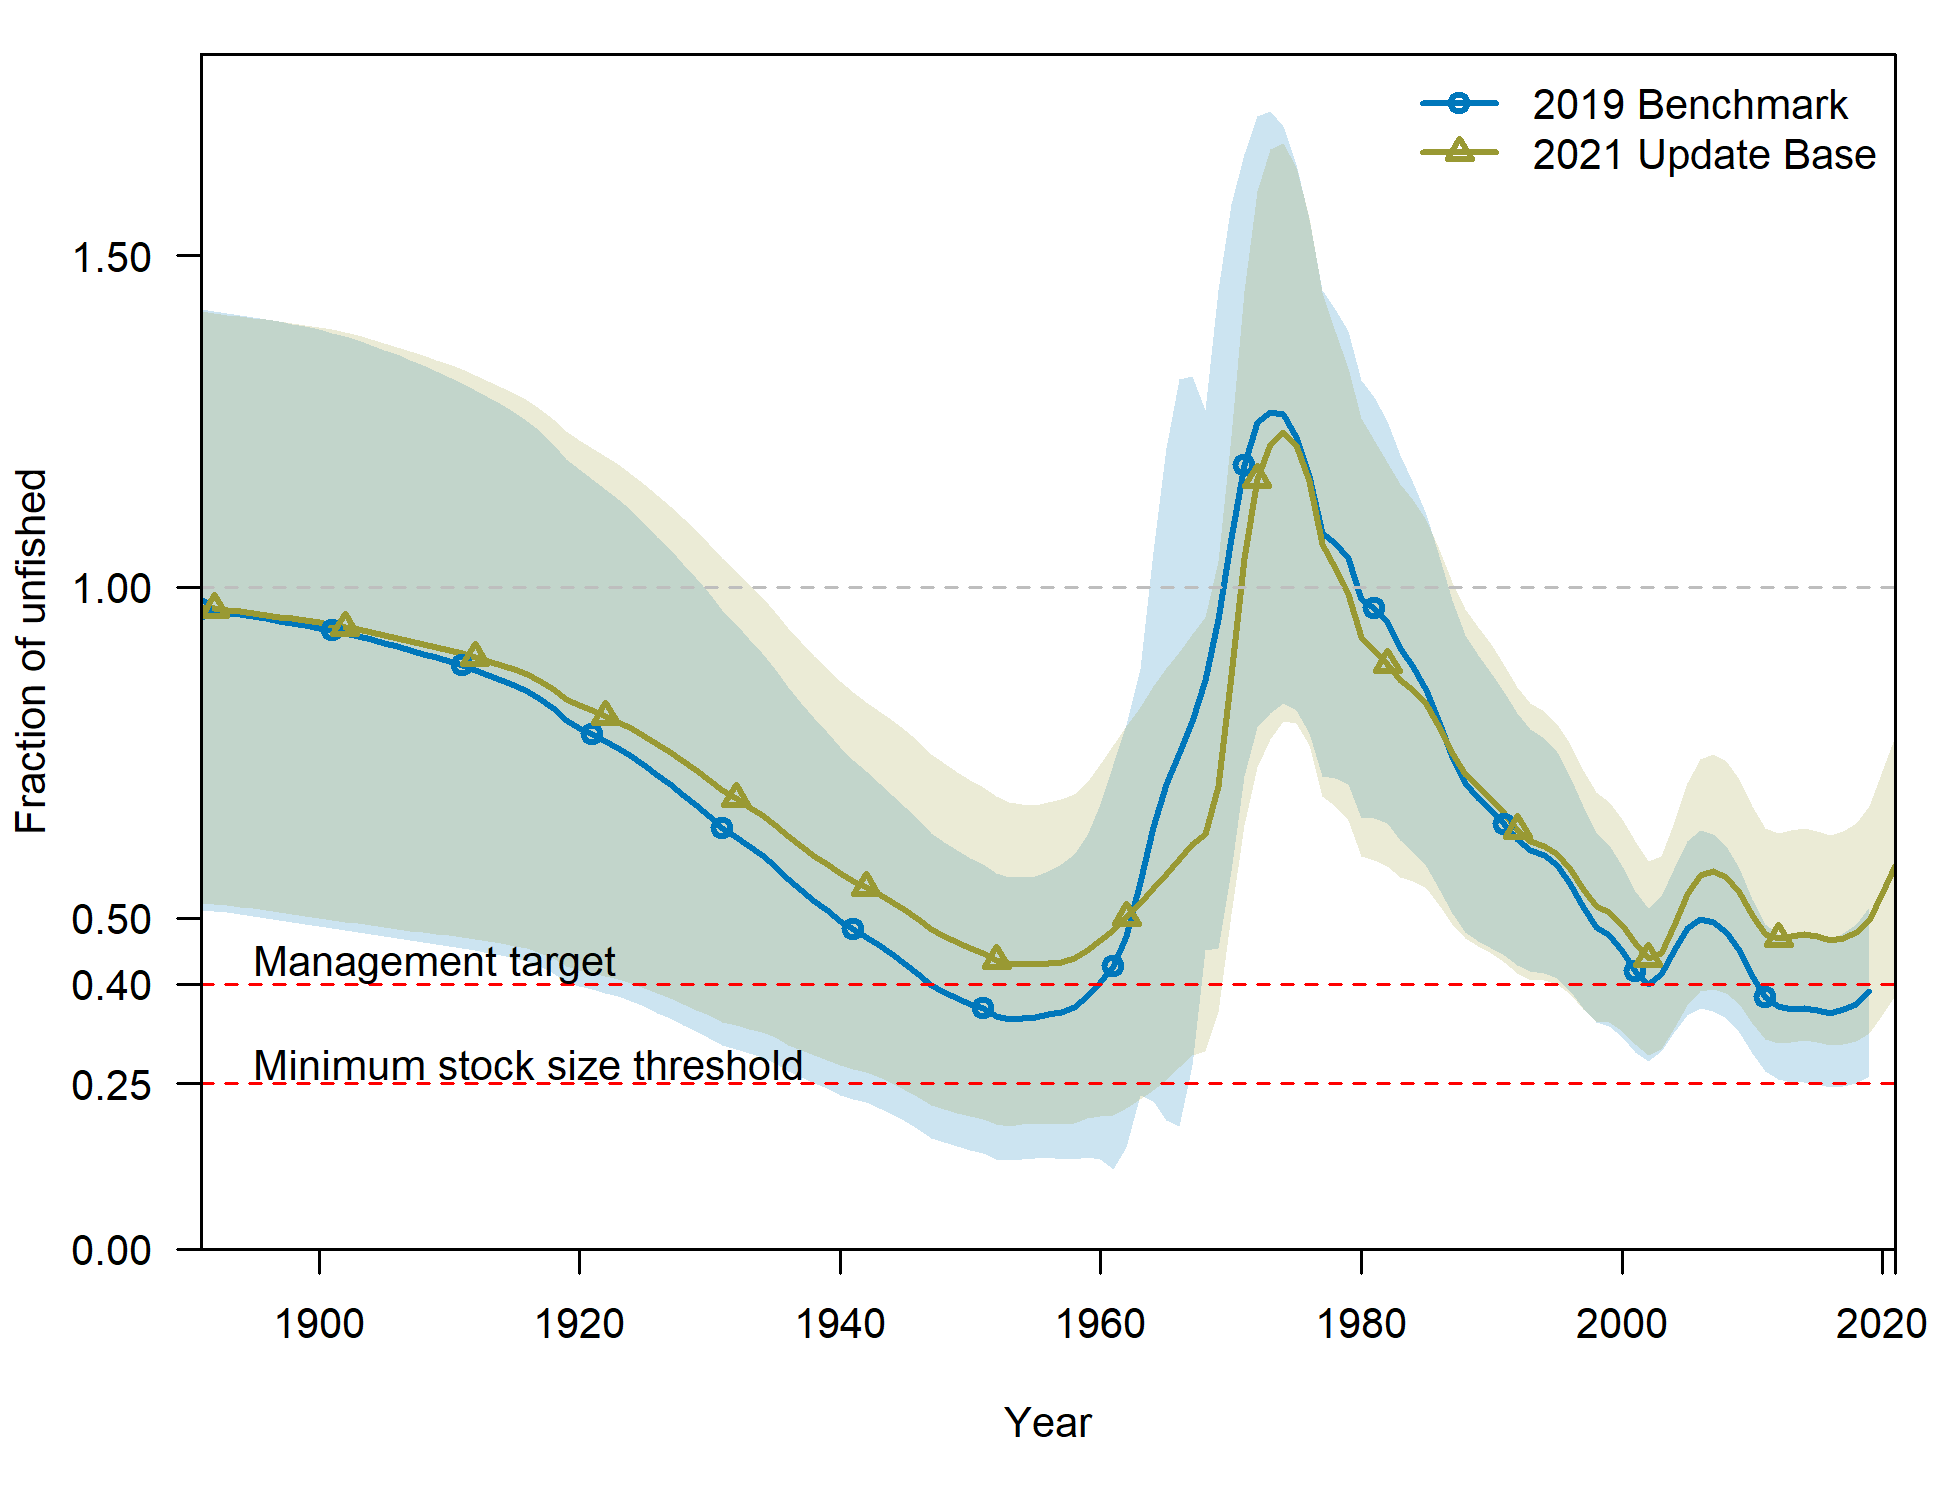 2019 Benchmark
2021 Update Base
Fraction of unfished
1.50
1.00
0.50
0.40
0.25
0.00
Management target
Minimum stock size threshold
1900
1920
1940
1960
1980
2000
2020
Year